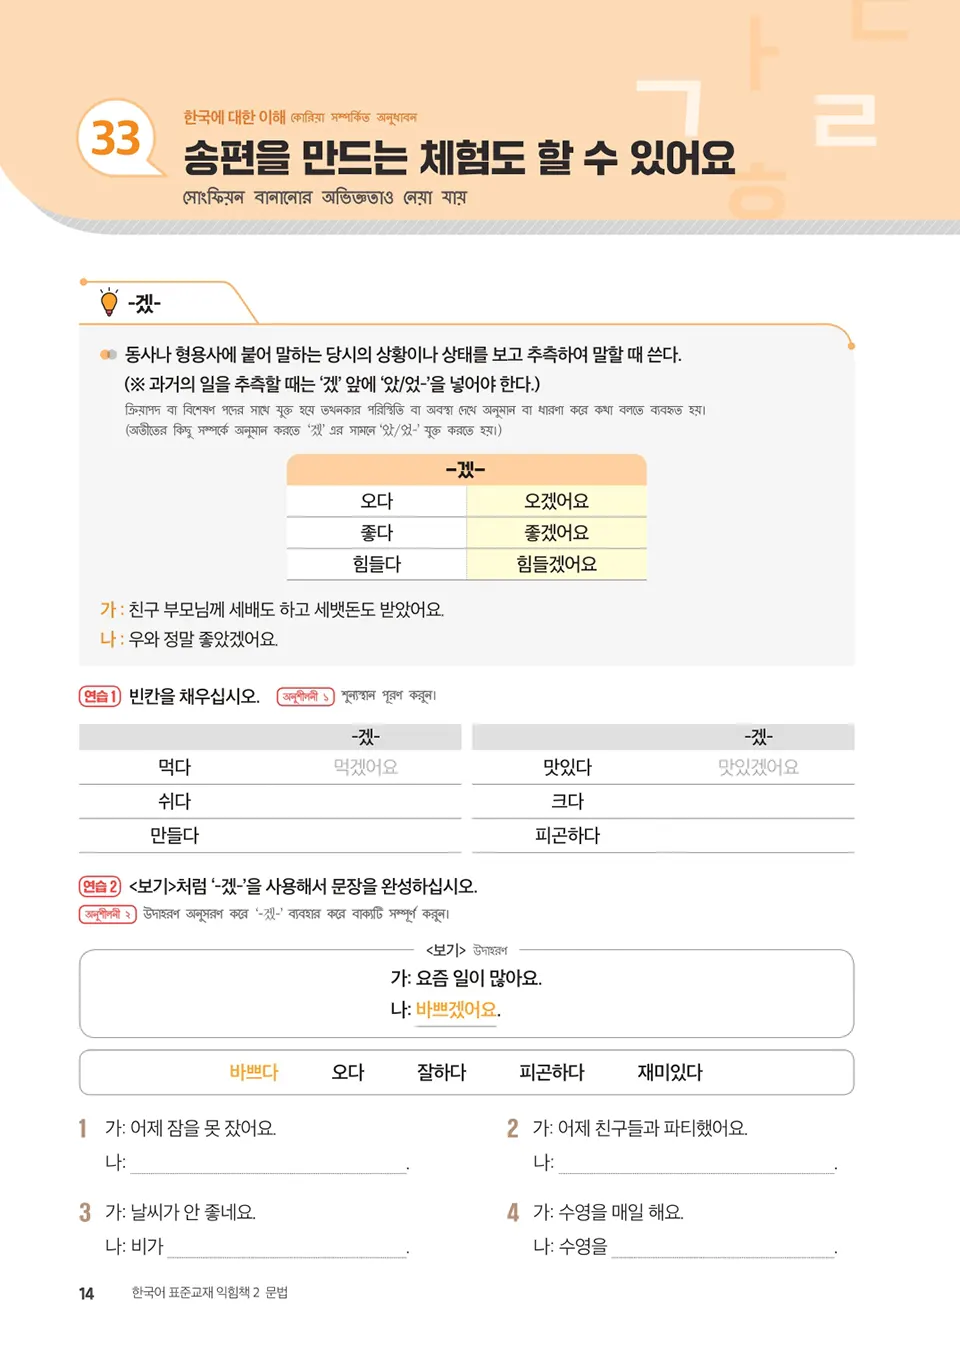 33
한국에 대한 이해 কোরিয়া সম্পর্কিত অনুধাবন
송편을 만드는 체험도 할 수 있어요
সোংফিয়ন বানানোর অভিজ্ঞতাও নেয়া যায়
ㄱ ㅏ ㄷ ㄹ ㅎ
-겠-
동사나 형용사에 붙어 말하는 당시의 상황이나 상태를 보고 추측하여 말할 때 쓴다.
(※ 과거의 일을 추측할 때는 ‘겠’ 앞에 ‘았/었-’을 넣어야 한다.)
ক্রিয়াপদ বা বিশেষণ পদের সাথে যুক্ত হয়ে তখনকার পরিস্থিতি বা অবস্থা দেখে অনুমান বা ধারণা করে কথা বলতে ব্যবহৃত হয়।
(অতীতের কিছু সম্পর্কে অনুমান করতে ‘겠’ এর সামনে ‘았/었-’ যুক্ত করতে হয়।)
-겠-
오다 오겠어요
좋다 좋겠어요
힘들다 힘들겠어요
가 : 친구 부모님께 세배도 하고 세뱃돈도 받았어요.
나 : 우와 정말 좋았겠어요.
연습 1 빈칸을 채우십시오. অনুশীলনী ১ শূন্যস্থান পূরণ করুন।
-겠- -겠-
먹다 먹겠어요 맛있다 맛있겠어요
쉬다 크다
만들다 피곤하다
연습 2 <보기>처럼 ‘-겠-’을 사용해서 문장을 완성하십시오.
অনুশীলনী ২ উদাহরণ অনুসরণ করে ‘-겠-’ ব্যবহার করে বাক্যটি সম্পূর্ণ করুন।
<보기> উদাহরণ
가: 요즘 일이 많아요.
나: 바쁘겠어요.
바쁘다 오다 잘하다 피곤하다 재미있다
1 가: 어제 잠을 못 잤어요.
나: .
2 가: 어제 친구들과 파티했어요.
나: .
3 가: 날씨가 안 좋네요.
나: 비가 .
4 가: 수영을 매일 해요.
나: 수영을 .
14 한국어 표준교재 익힘책 2 문법